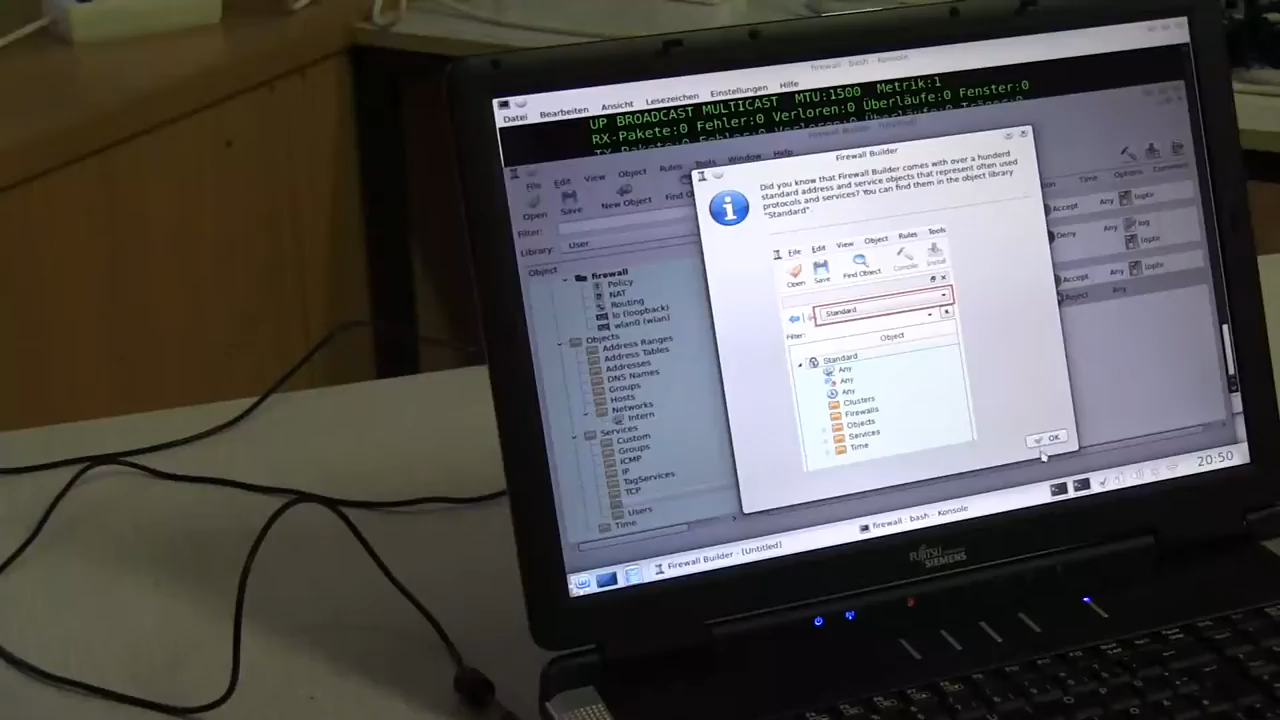 firewall : bash - Konsole
Datei Bearbeiten Ansicht Lesezeichen Einstellungen Hilfe
UP BROADCAST MULTICAST MTU:1500 Metrik:1
RX-Pakete:0 Fehler:0 Verloren:0 Überläufe:0 Fenster:0
File Edit View Object Rules Tools Window Help
Open Save New Object
Filter:
Library: User
Object
firewall
Policy
NAT
Routing
lo (loopback)
wlan0 (wlan)
Objects
Address Ranges
Address Tables
Addresses
DNS Names
Groups
Hosts
Networks
Intern
Services
Custom
Groups
ICMP
IP
TagServices
TCP
Users
Time
Firewall Builder
Did you know that Firewall Builder comes with over a hunderd
standard address and service objects that represent often used
protocols and services? You can find them in the object library
"Standard".
File Edit View Object Rules Tools
Open Save Find Object Compile Install
Standard
Filter:
Object
Standard
Any
Any
Any
Clusters
Firewalls
Objects
Services
Time
OK
Time Options Comment
Accept Any
Deny Any log
Accept Any
Reject Any
Firewall Builder - [Untitled]
firewall : bash - Konsole
20:50
FUJITSU
SIEMENS